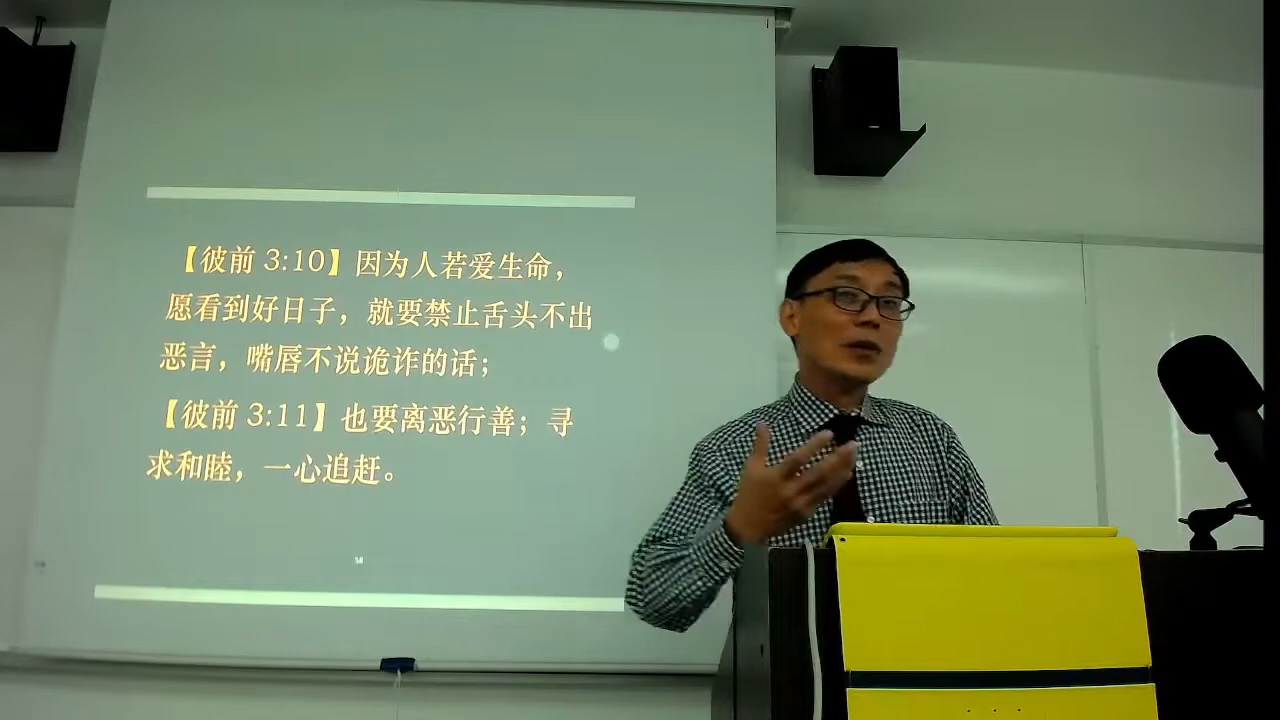 【彼前 3:10】因为人若爱生命，
愿看到好日子，就要禁止舌头不出
恶言，嘴唇不说诡诈的话；
【彼前 3:11】也要离恶行善；寻
求和睦，一心追赶。